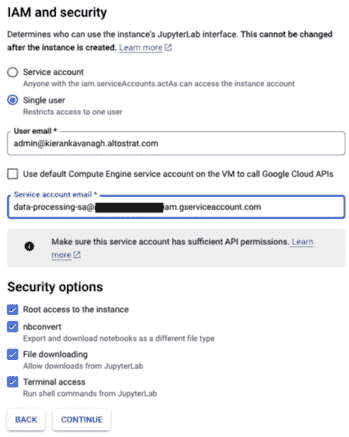 IAM and security
Determines who can use the instance's JupyterLab interface. This cannot be changed
after the instance is created. Learn more
Service account
Anyone with the iam.serviceAccounts.actAs can access the instance account
Single user
Restricts access to one user
User email *
admin@kierankavanagh.altostrat.com
Use default Compute Engine service account on the VM to call Google Cloud APIs
Service account email *
data-processing-sa@ iam.gserviceaccount.com
Make sure this service account has sufficient API permissions. Learn
more
Security options
Root access to the instance
nbconvert
Export and download notebooks as a different file type
File downloading
Allow downloads from JupyterLab
Terminal access
Run shell commands from JupyterLab
BACK CONTINUE